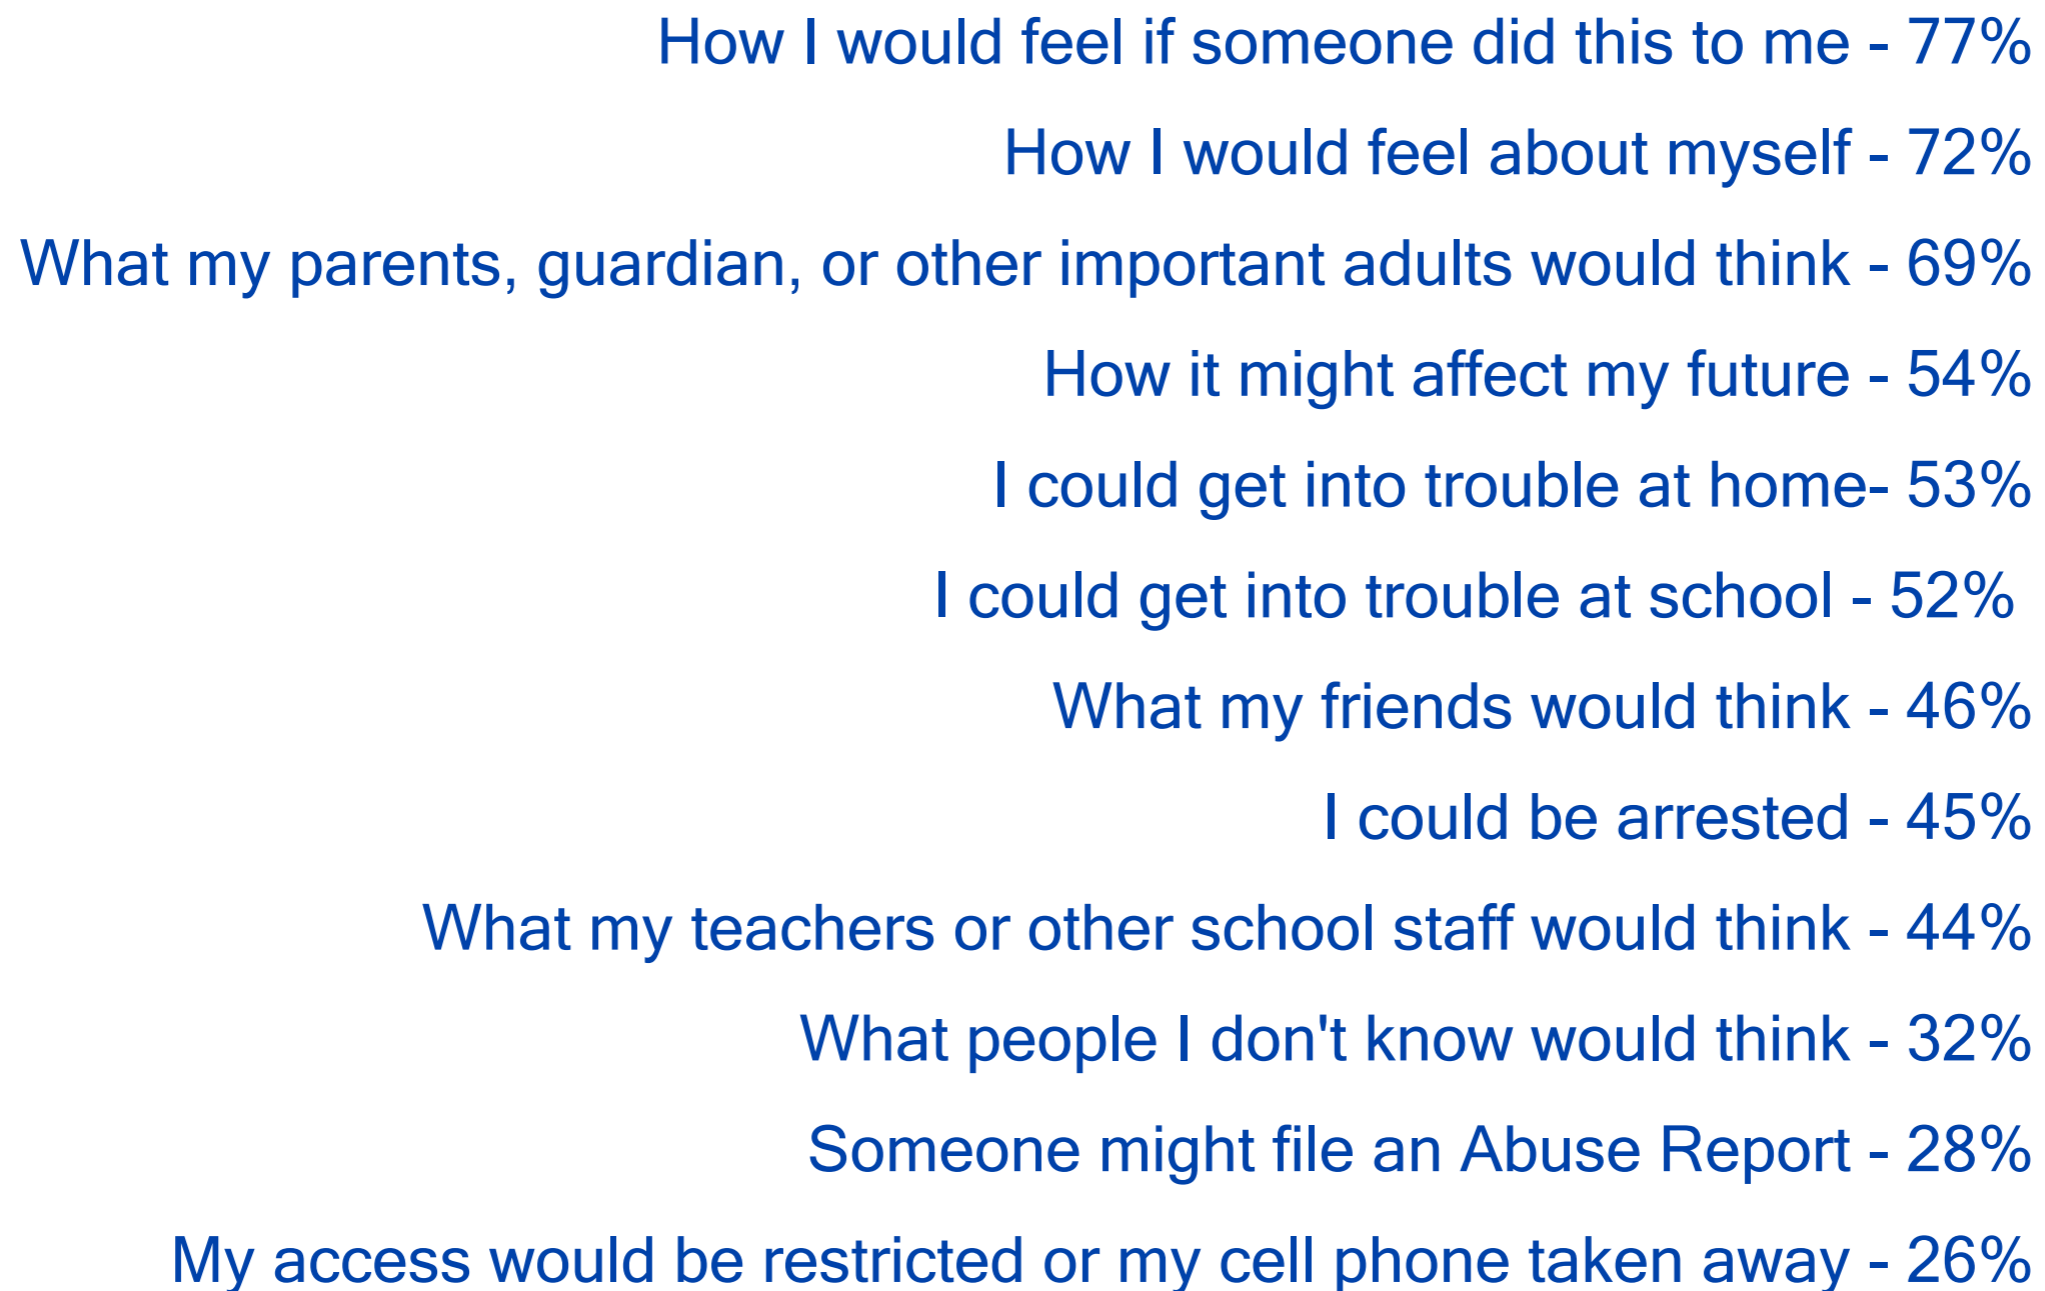 How I would feel if someone did this to me - 77%
How I would feel about myself - 72%
What my parents, guardian, or other important adults would think - 69%
How it might affect my future - 54%
I could get into trouble at home- 53%
I could get into trouble at school - 52%
What my friends would think - 46%
I could be arrested - 45%
What my teachers or other school staff would think - 44%
What people I don't know would think - 32%
Someone might file an Abuse Report - 28%
My access would be restricted or my cell phone taken away - 26%